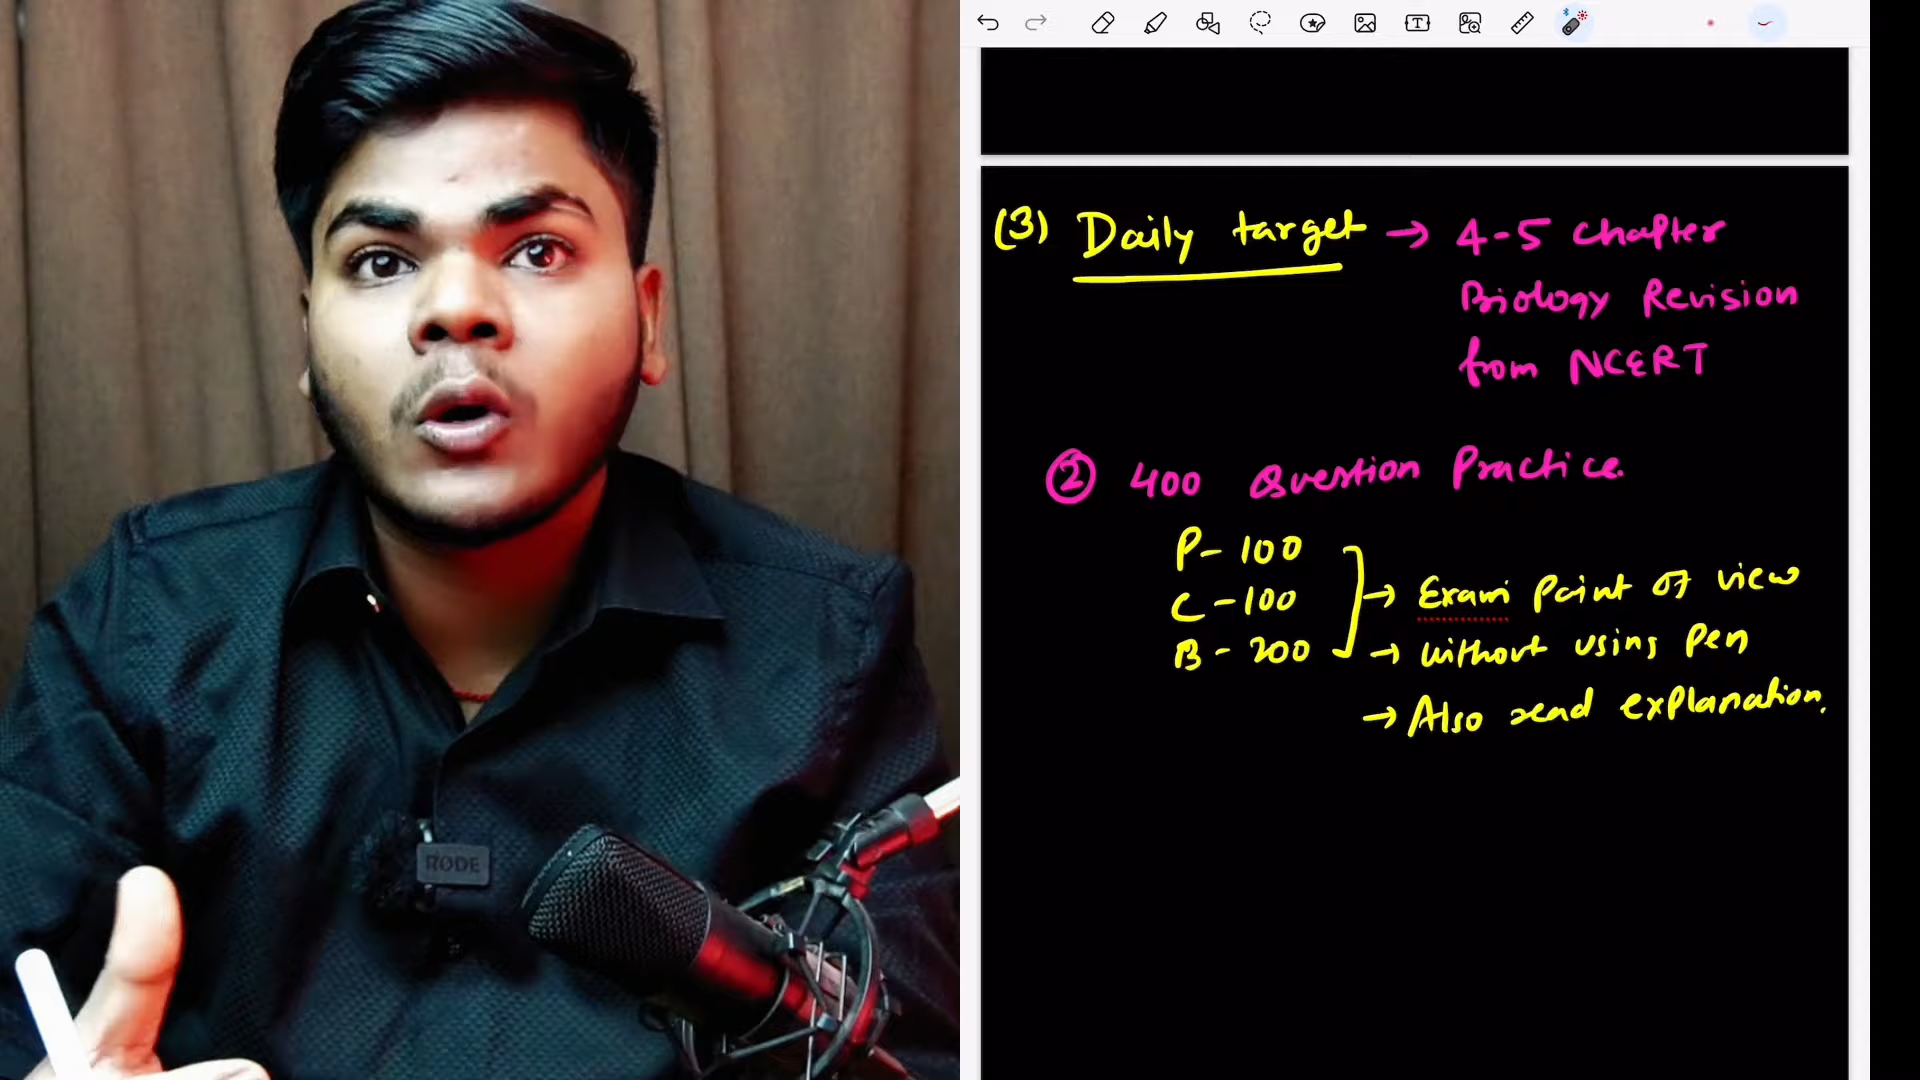 (3) Daily target → 4-5 Chapter
Biology Revision
from NCERT
② 400 Question Practice.
P- 100
C -100
B - 200
→ Exam Point of view
→ without using Pen
→ Also read explanation.
RODE
T